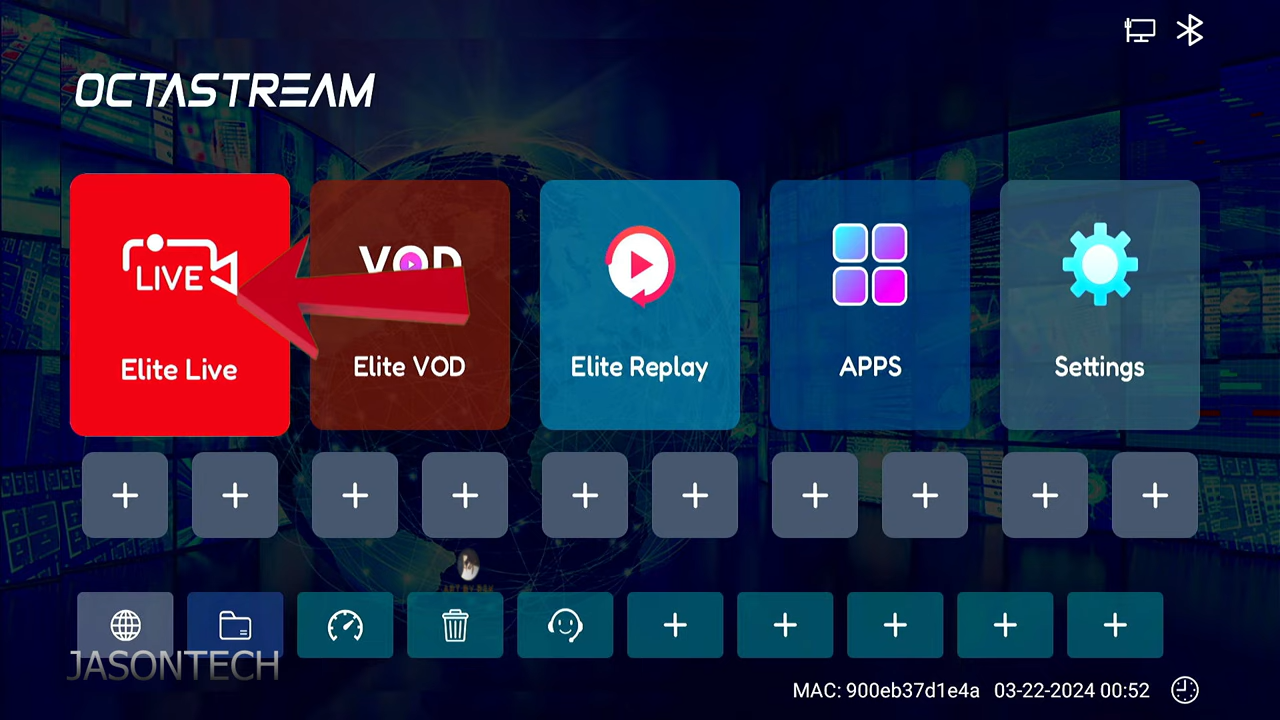 OCTASTREAM
LIVE
VOD
Elite Live
Elite VOD
Elite Replay
APPS
Settings
JASONTECH
MAC: 900eb37d1e4a 03-22-2024 00:52